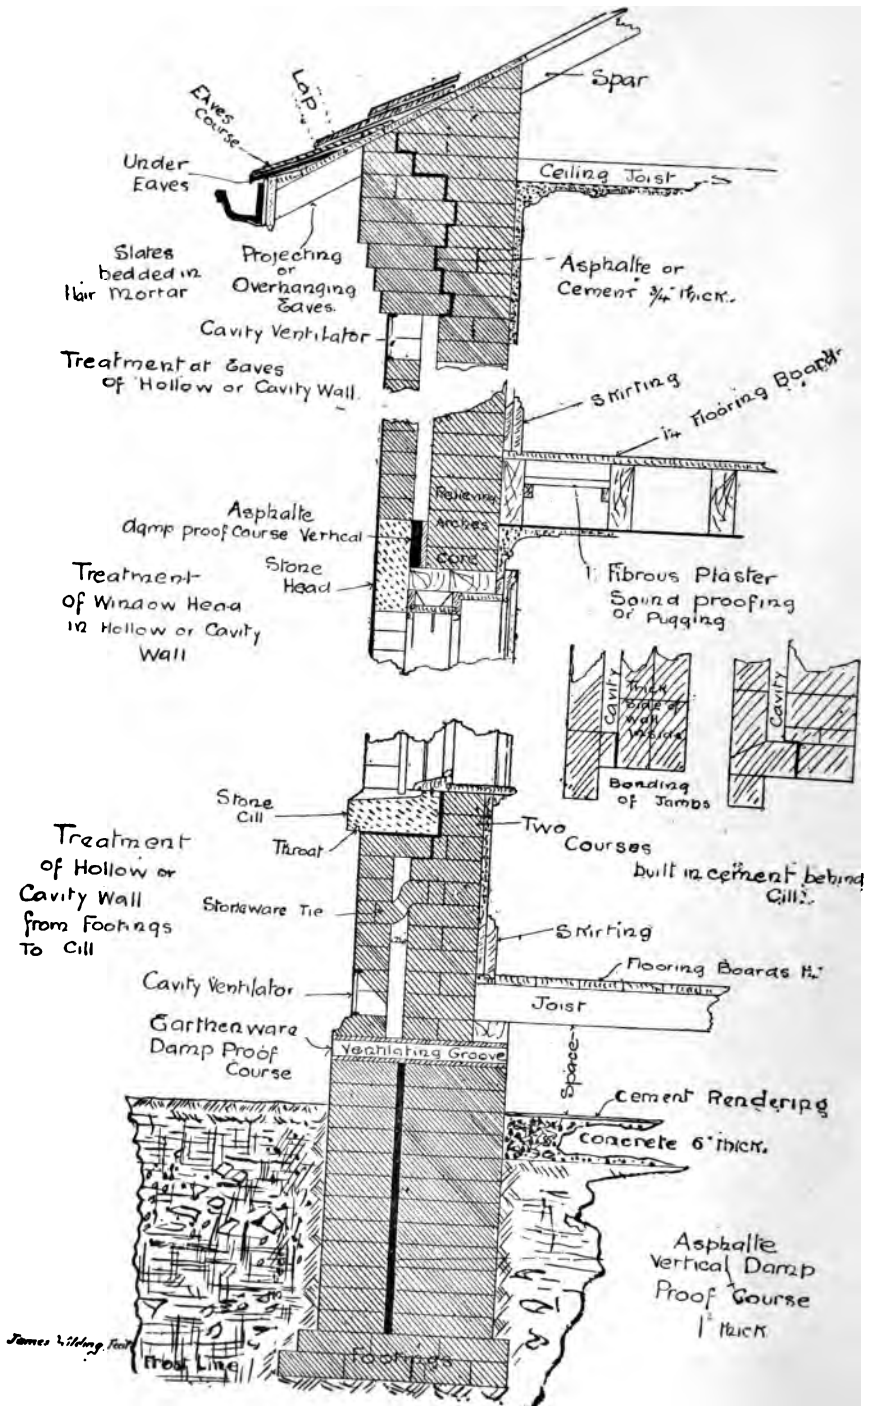 Spar
Lap
Eaves
Course
Under
Eaves
Ceiling Joist
Slates
bedded in
Hair Mortar
Projecting
or
Overhanging
Eaves.
Asphalte or
Cement 3/4" thick.
Cavity Ventilator
Treatment at Eaves
of Hollow or Cavity Wall.
Skirting
1¼ Flooring Boards
Relieving
Arches
Core
Asphalte
damp proof Course Vertical
Stone
Head
Treatment
of Window Head
in Hollow or Cavity
Wall
1" Fibrous Plaster
Sound proofing
or Pugging
Cavity
Thick
Side of
Wall
Inside
Cavity
Bonding
of Jambs
Stone
Cill
Throat
Two
Courses
built in cement behind
Cill.
Treatment
of Hollow or
Cavity Wall
from Footings
To Cill
Stoneware Tie
Skirting
Flooring Boards 1¼"
Cavity Ventilator
Joist
Earthenware
Damp Proof
Course
Ventilating Groove
Space
Cement Rendering
Concrete 6" thick.
Asphalte
Vertical Damp
Proof Course
1" thick
James Wilding. Fecit
Frost Line
Footings